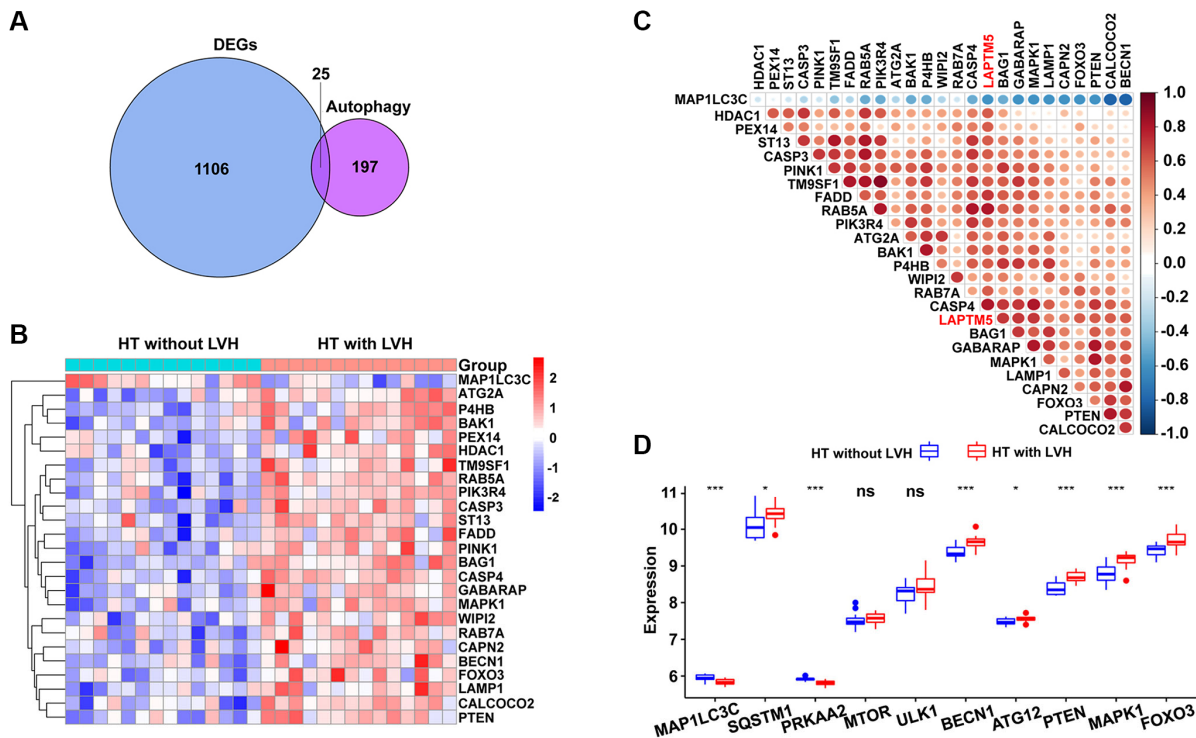 A
DEGs
25
Autophagy
1106
197
B
HT without LVH
HT with LVH
Group
MAP1LC3C
ATG2A
P4HB
BAK1
PEX14
HDAC1
TM9SF1
RAB5A
PIK3R4
CASP3
ST13
FADD
PINK1
BAG1
CASP4
GABARAP
MAPK1
WIPI2
RAB7A
CAPN2
BECN1
FOXO3
LAMP1
CALCOCO2
PTEN
2
1
0
-1
-2
C
HDAC1
PEX14
ST13
CASP3
PINK1
TM9SF1
FADD
RAB5A
PIK3R4
ATG2A
BAK1
P4HB
WIPI2
RAB7A
CASP4
LAPTM5
BAG1
GABARAP
MAPK1
LAMP1
CAPN2
FOXO3
PTEN
CALCOCO2
BECN1
MAP1LC3C
HDAC1
PEX14
ST13
CASP3
PINK1
TM9SF1
FADD
RAB5A
PIK3R4
ATG2A
BAK1
P4HB
WIPI2
RAB7A
CASP4
LAPTM5
BAG1
GABARAP
MAPK1
LAMP1
CAPN2
FOXO3
PTEN
CALCOCO2
1.0
0.8
0.6
0.4
0.2
0.0
-0.2
-0.4
-0.6
-0.8
-1.0
D
HT without LVH
HT with LVH
*** * *** ns ns *** * *** *** ***
Expression
11
10
9
8
7
6
MAP1LC3C
SQSTM1
PRKAA2
MTOR
ULK1
BECN1
ATG12
PTEN
MAPK1
FOXO3